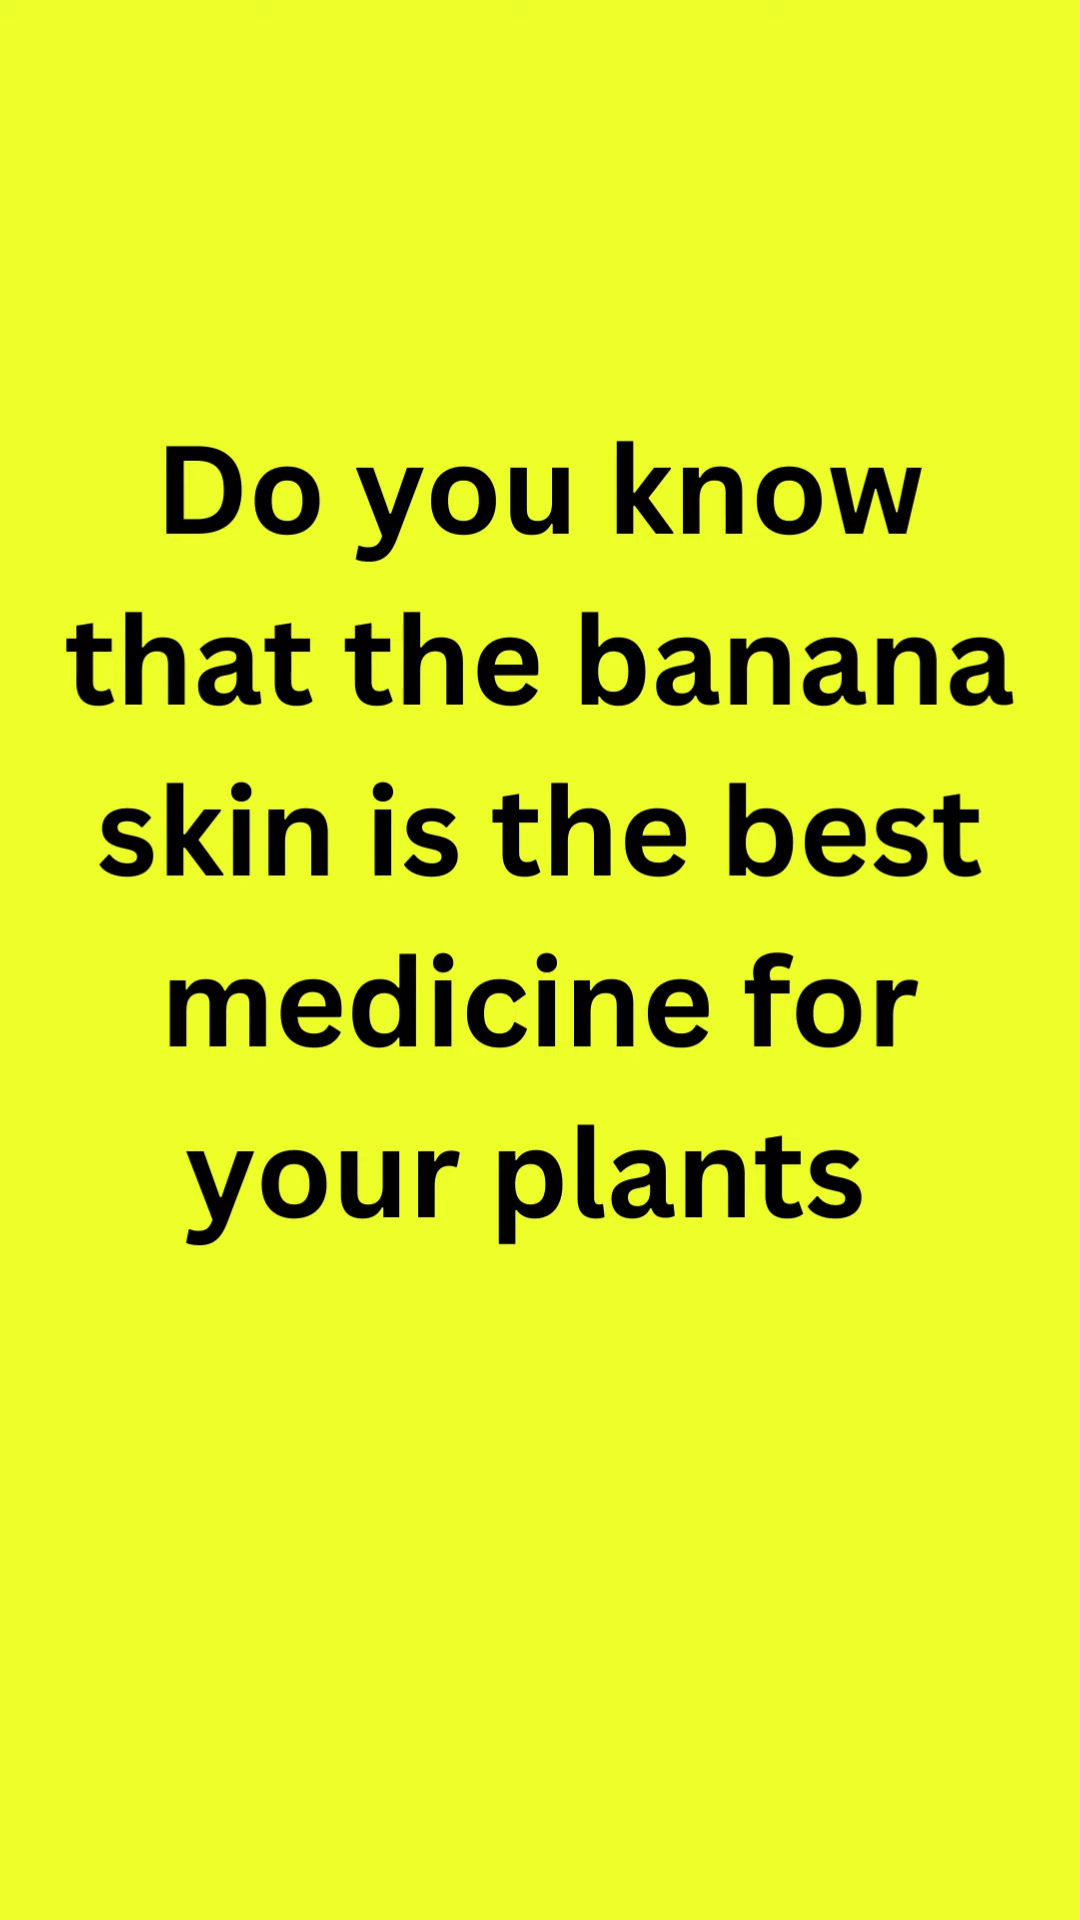 Do you know
that the banana
skin is the best
medicine for
your plants